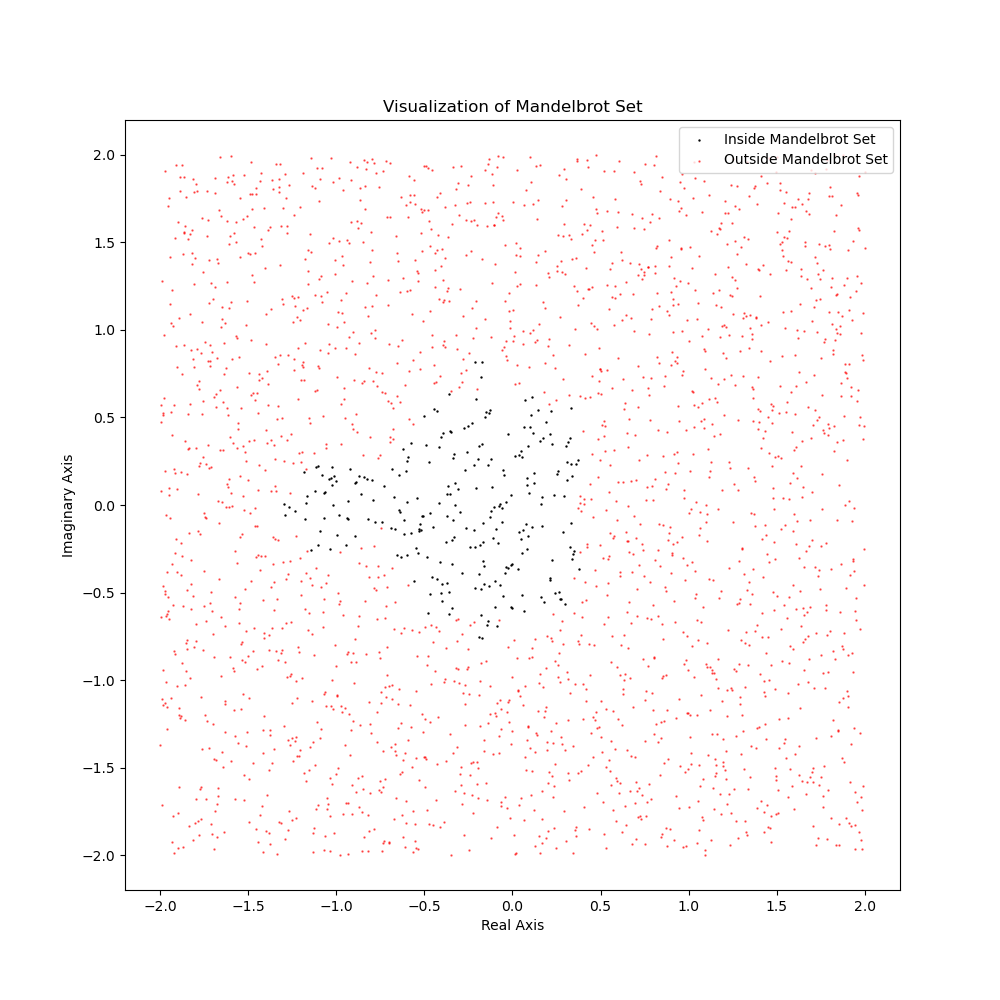 Visualization of Mandelbrot Set
Inside Mandelbrot Set
Outside Mandelbrot Set
2.0
1.5
1.0
0.5
0.0
−0.5
−1.0
−1.5
−2.0
Imaginary Axis
−2.0 −1.5 −1.0 −0.5 0.0 0.5 1.0 1.5 2.0
Real Axis